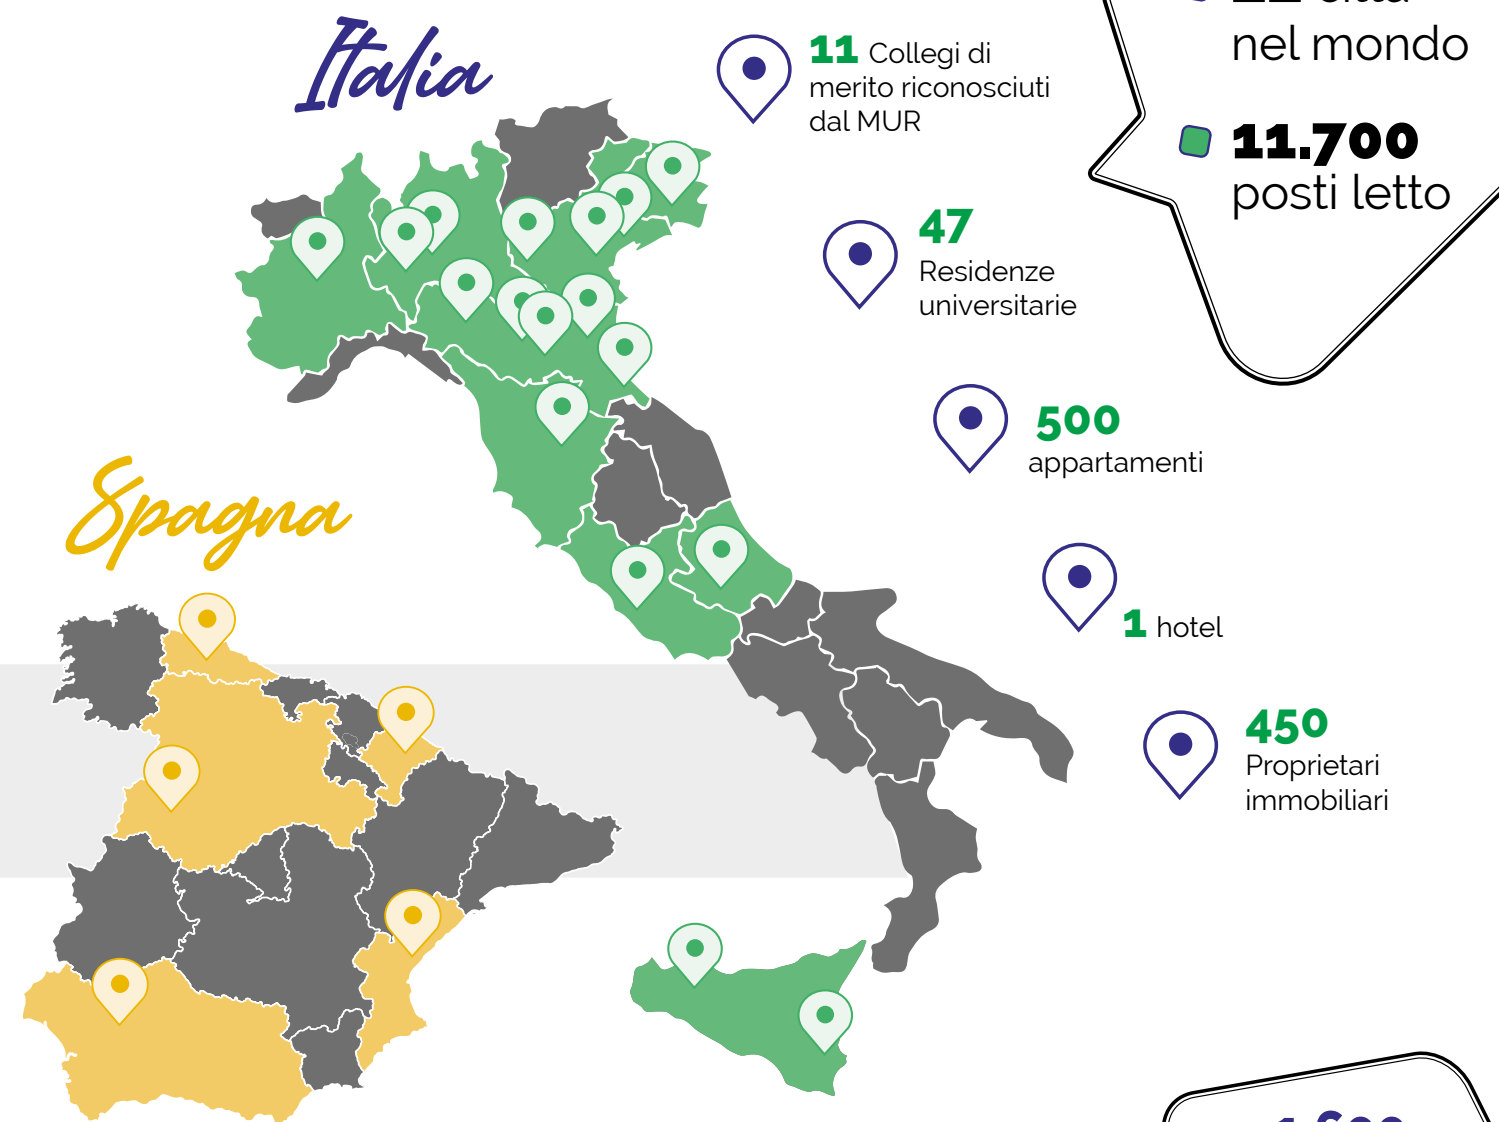 Italia
11 Collegi di
merito riconosciuti
dal MUR
nel mondo
11.700
posti letto
47
Residenze
universitarie
500
appartamenti
Spagna
1 hotel
450
Proprietari
immobiliari